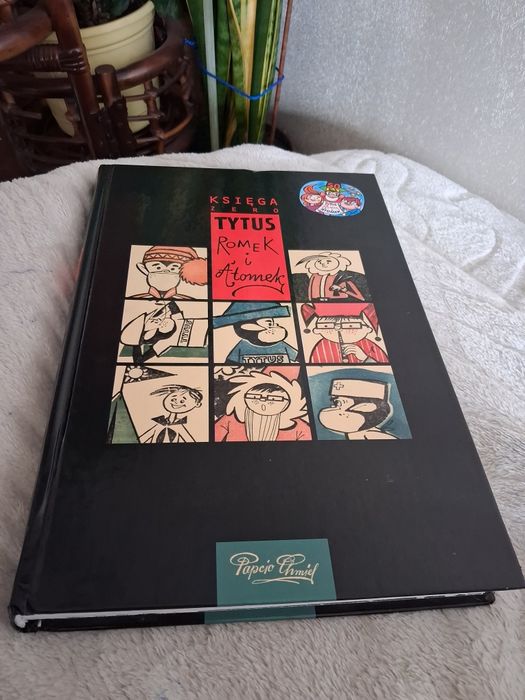 KSIĘGA
ZERO
TYTUS
ROMEK
i
A'tomek
TYTUS
Papcio Chmiel